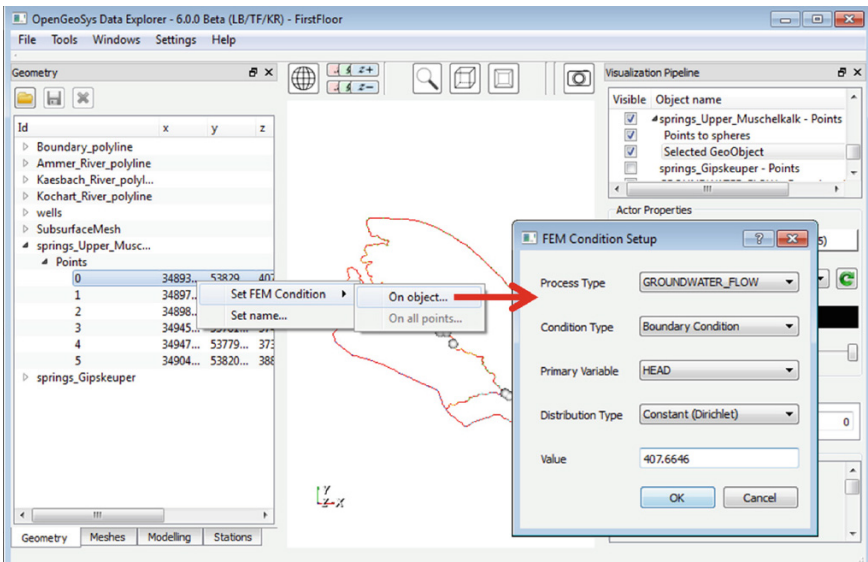 OpenGeoSys Data Explorer - 6.0.0 Beta (LB/TF/KR) - FirstFloor
File Tools Windows Settings Help
Geometry
Id x y z
Boundary_polyline
Ammer_River_polyline
Kaesbach_River_polyl...
Kochart_River_polyline
wells
SubsurfaceMesh
springs_Upper_Musc...
Points
0 34893... 53829...
1 34897...
2 34898...
3 34945...
4 34947... 53779... 373
5 34904... 53820... 388
springs_Gipskeuper
Geometry Meshes Modelling Stations
Set FEM Condition
Set name...
On object...
On all points...
z+
z-
Y
Z X
Visualization Pipeline
Visible Object name
springs_Upper_Muschelkalk - Points
Points to spheres
Selected GeoObject
springs_Gipskeuper - Points
Actor Properties
5)
0
FEM Condition Setup
Process Type GROUNDWATER_FLOW
Condition Type Boundary Condition
Primary Variable HEAD
Distribution Type Constant (Dirichlet)
Value 407.6646
OK Cancel